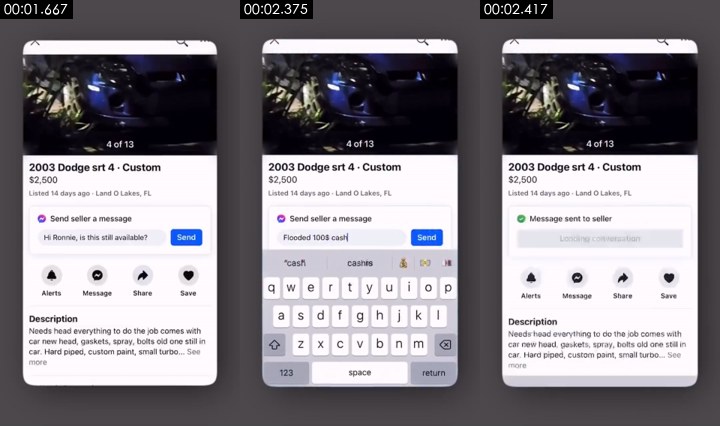 00:01.667
4 of 13
2003 Dodge srt 4 · Custom
$2,500
Listed 14 days ago · Land O Lakes, FL
Send seller a message
Hi Ronnie, is this still available?
Send
Alerts
Message
Share
Save
Description
Needs head everything to do the job comes with
car new head, gaskets, spray, bolts old one still in
car. Hard piped, custom paint, small turbo... See
more
00:02.375
4 of 13
2003 Dodge srt 4 · Custom
$2,500
Listed 14 days ago · Land O Lakes, FL
Send seller a message
Flooded 100$ cash
Send
"cash"
cashes
q w e r t y u i o p
a s d f g h j k l
z x c v b n m
123
space
return
00:02.417
4 of 13
2003 Dodge srt 4 · Custom
$2,500
Listed 14 days ago · Land O Lakes, FL
Message sent to seller
Loading conversation
Alerts
Message
Share
Save
Description
Needs head everything to do the job comes with
car new head, gaskets, spray, bolts old one still in
car. Hard piped, custom paint, small turbo... See
more